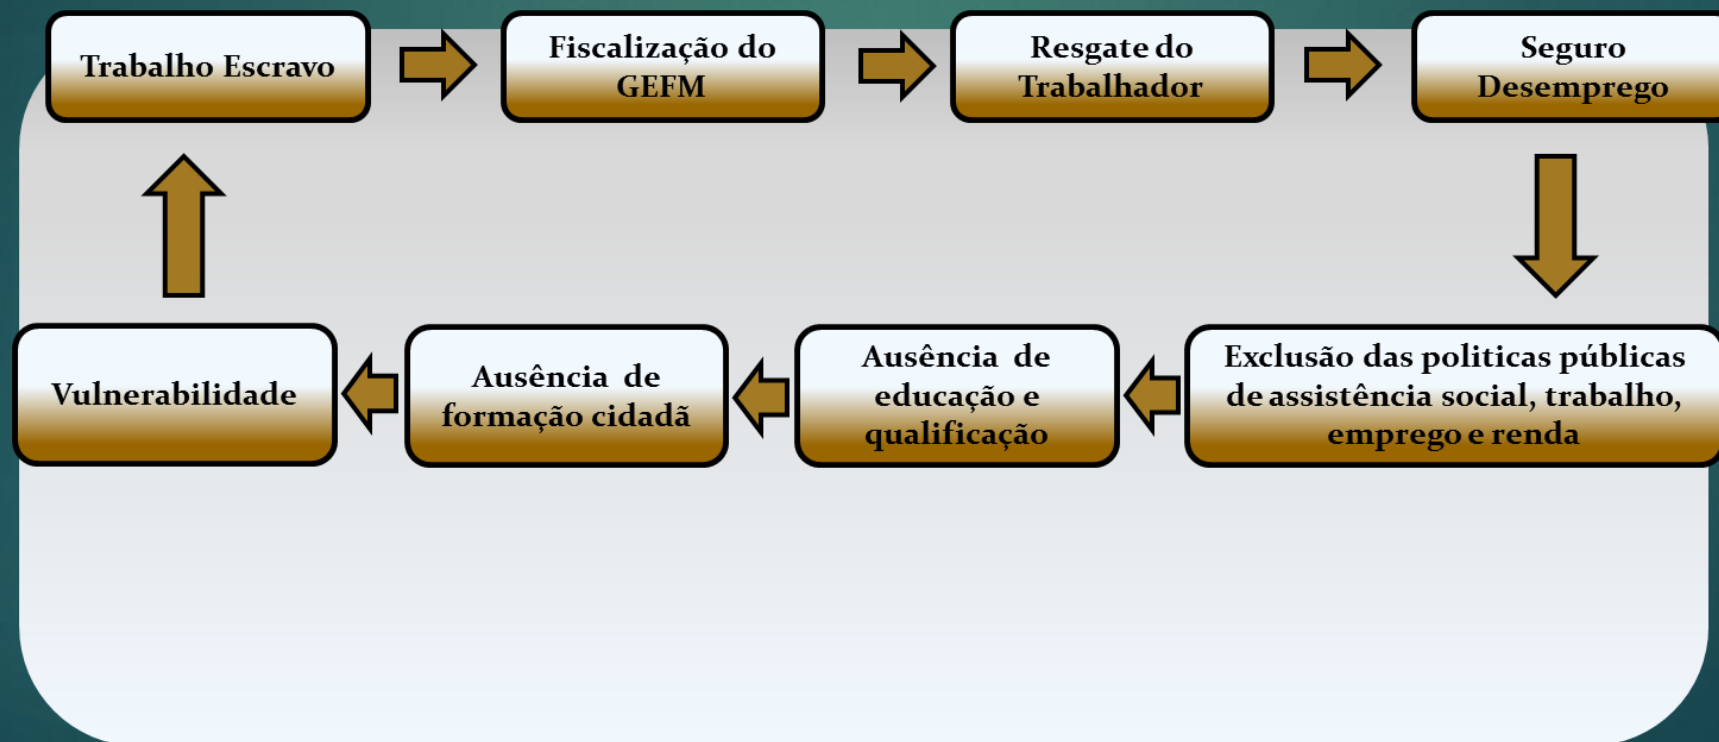 Trabalho Escravo
Fiscalização do
GEFM
Resgate do
Trabalhador
Seguro
Desemprego
Exclusão das politicas públicas
de assistência social, trabalho,
emprego e renda
Ausência de
educação e
qualificação
Ausência de
formação cidadã
Vulnerabilidade